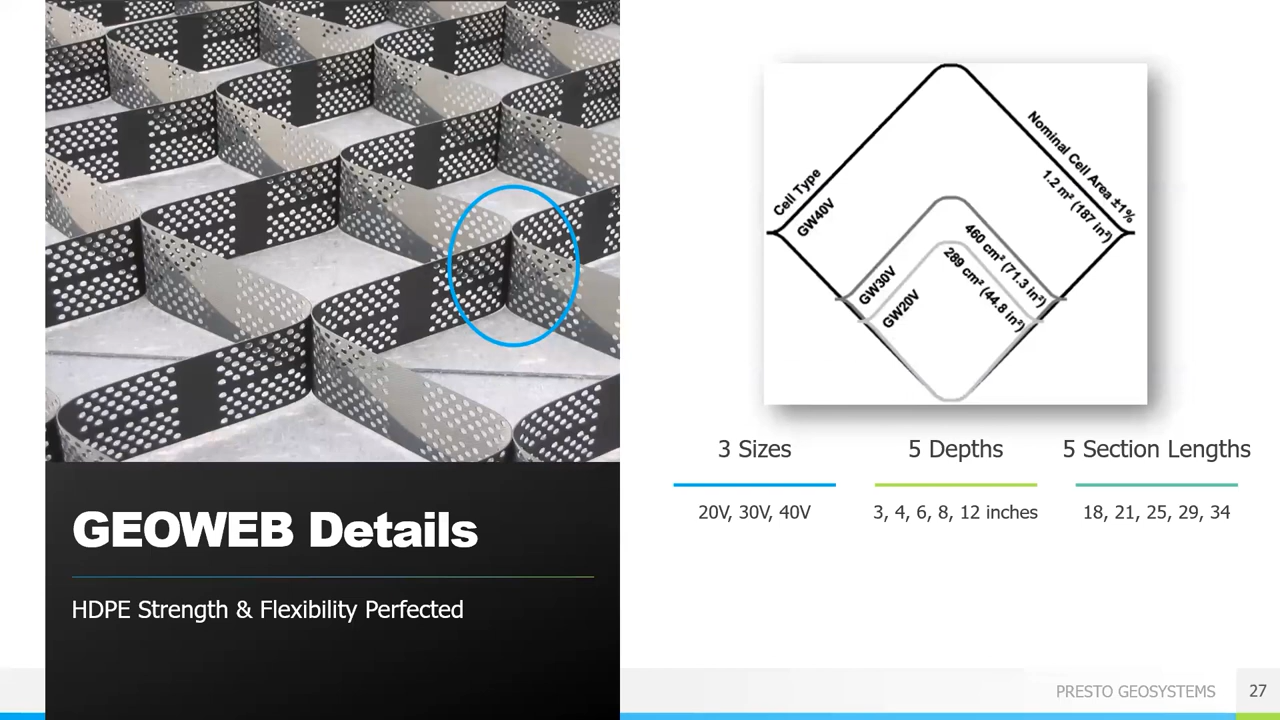 GEOWEB Details
HDPE Strength & Flexibility Perfected
Cell Type
GW40V
Nominal Cell Area ±1%
1.2 m² (187 in²)
GW30V
460 cm² (71.3 in²)
GW20V
289 cm² (44.8 in²)
3 Sizes
20V, 30V, 40V
5 Depths
3, 4, 6, 8, 12 inches
5 Section Lengths
18, 21, 25, 29, 34
PRESTO GEOSYSTEMS
27